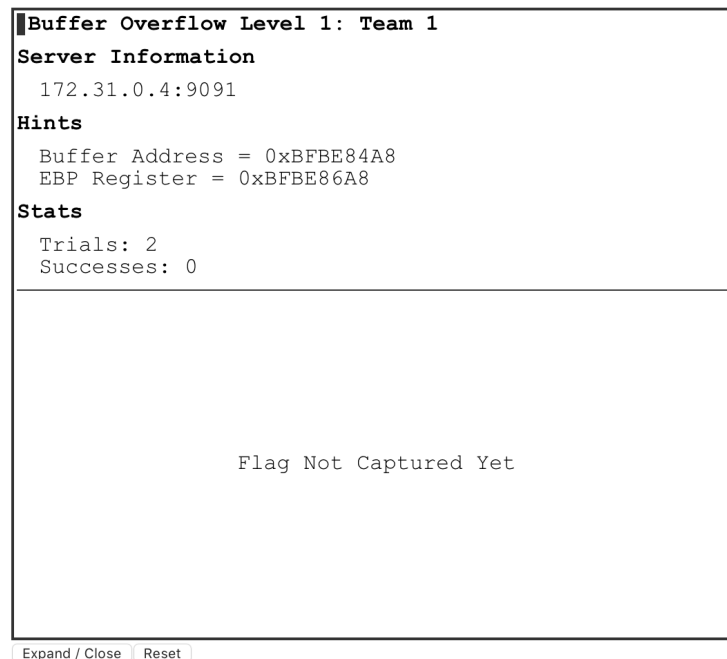 Buffer Overflow Level 1: Team 1
Server Information
172.31.0.4:9091
Hints
Buffer Address = 0xBFBE84A8
EBP Register = 0xBFBE86A8
Stats
Trials: 2
Successes: 0
Flag Not Captured Yet
Expand / Close Reset